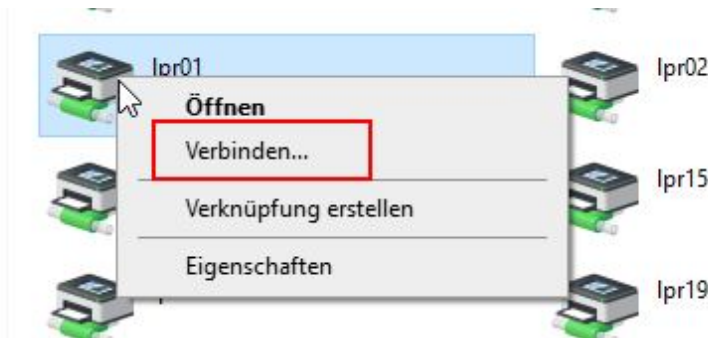 lpr01
lpr02
Öffnen
Verbinden...
lpr15
Verknüpfung erstellen
Eigenschaften
lpr19